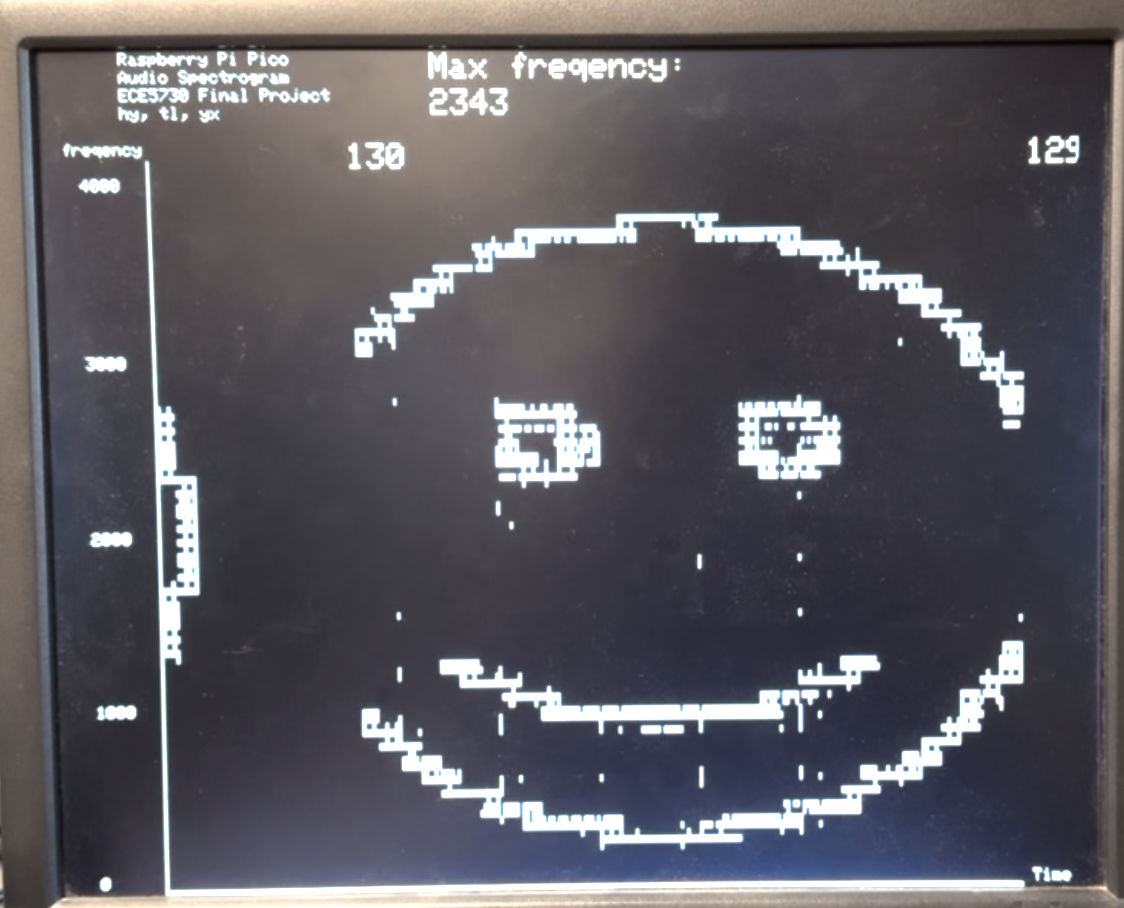 Raspberry Pi Pico
Audio Spectrogram
ECE5730 Final Project
hy, tl, yx
Max freqency:
2343
130
129
freqency
4000
3000
2000
1000
0
Time